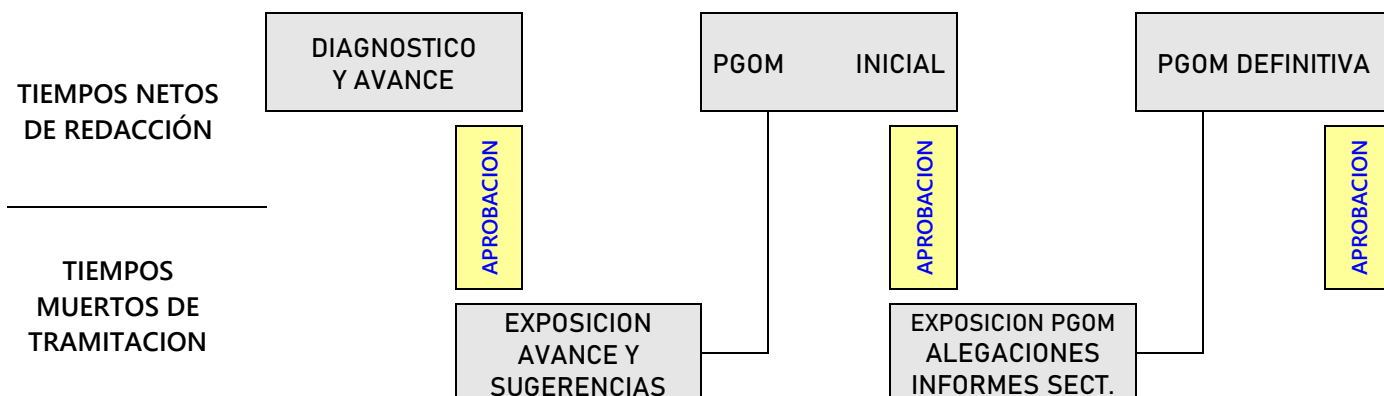 DIAGNOSTICO
Y AVANCE
PGOM INICIAL
PGOM DEFINITIVA
TIEMPOS NETOS
DE REDACCIÓN
APROBACION
APROBACION
APROBACION
TIEMPOS
MUERTOS DE
TRAMITACION
EXPOSICION
AVANCE Y
SUGERENCIAS
EXPOSICION PGOM
ALEGACIONES
INFORMES SECT.